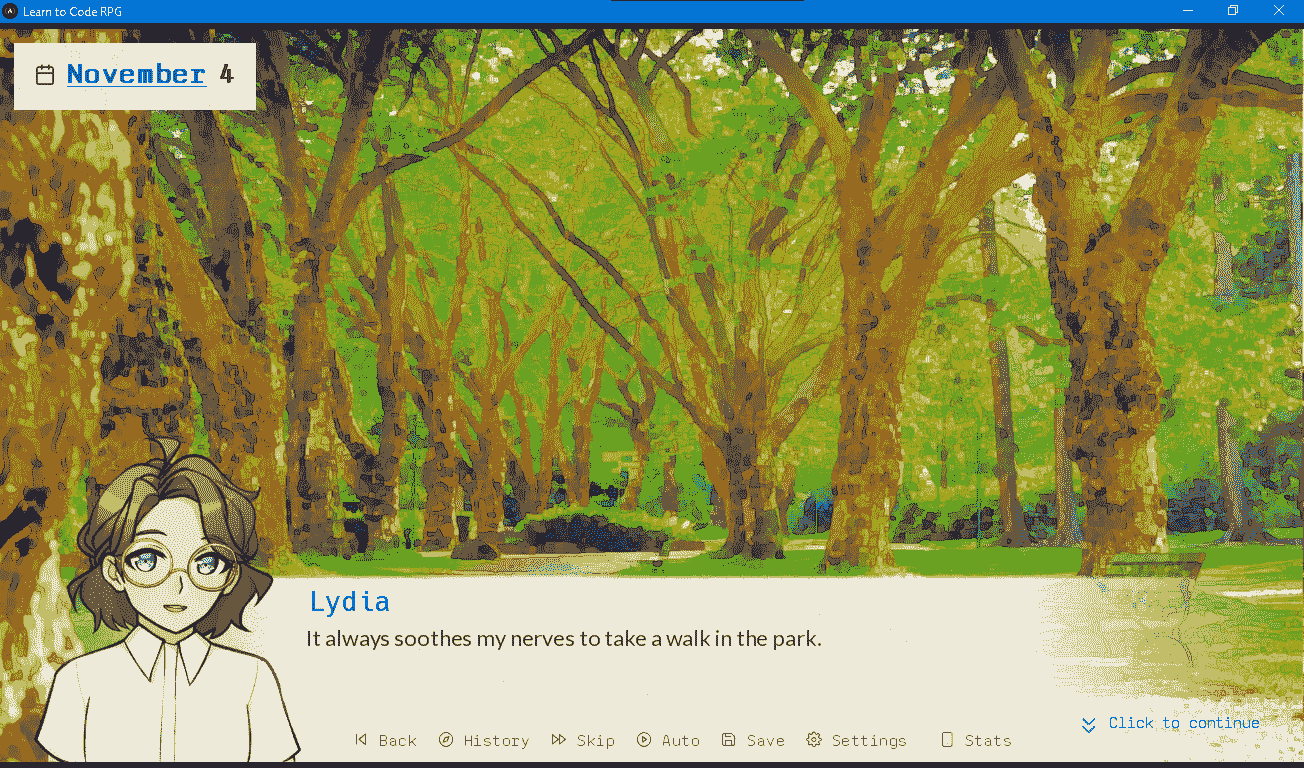 Learn to Code RPG
November 4
Lydia
It always soothes my nerves to take a walk in the park.
Click to continue
Back History Skip Auto Save Settings Stats